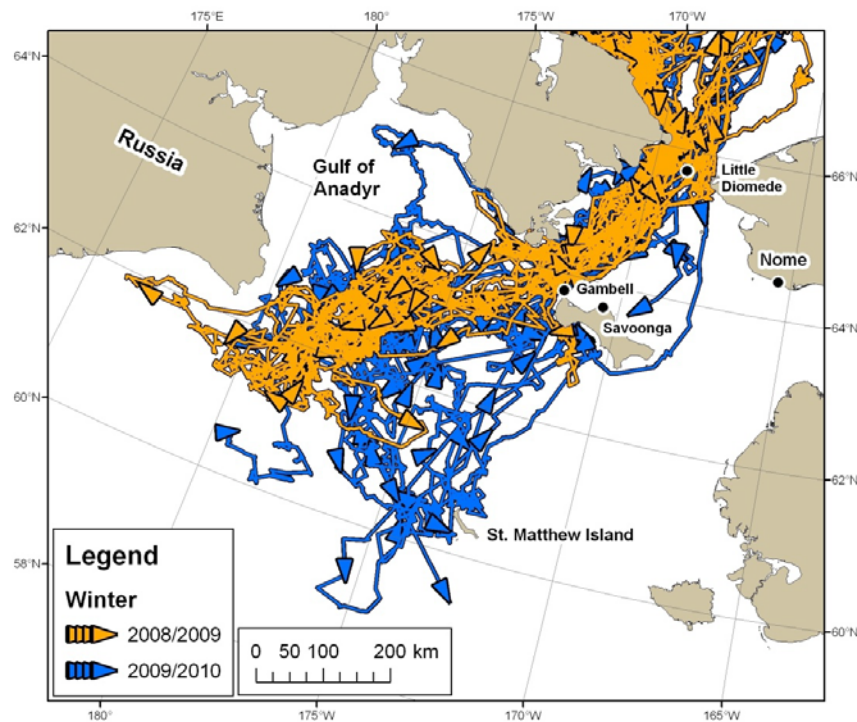 175°E
180°
175°W
170°W
64°N
Russia
Gulf of
Anadyr
Little
Diomede
66°N
62°N
Nome
Gambell
Savoonga
64°N
60°N
62°N
St. Matthew Island
58°N
60°N
Legend
Winter
2008/2009
2009/2010
0 50 100 200 km
180°
175°W
170°W
165°W